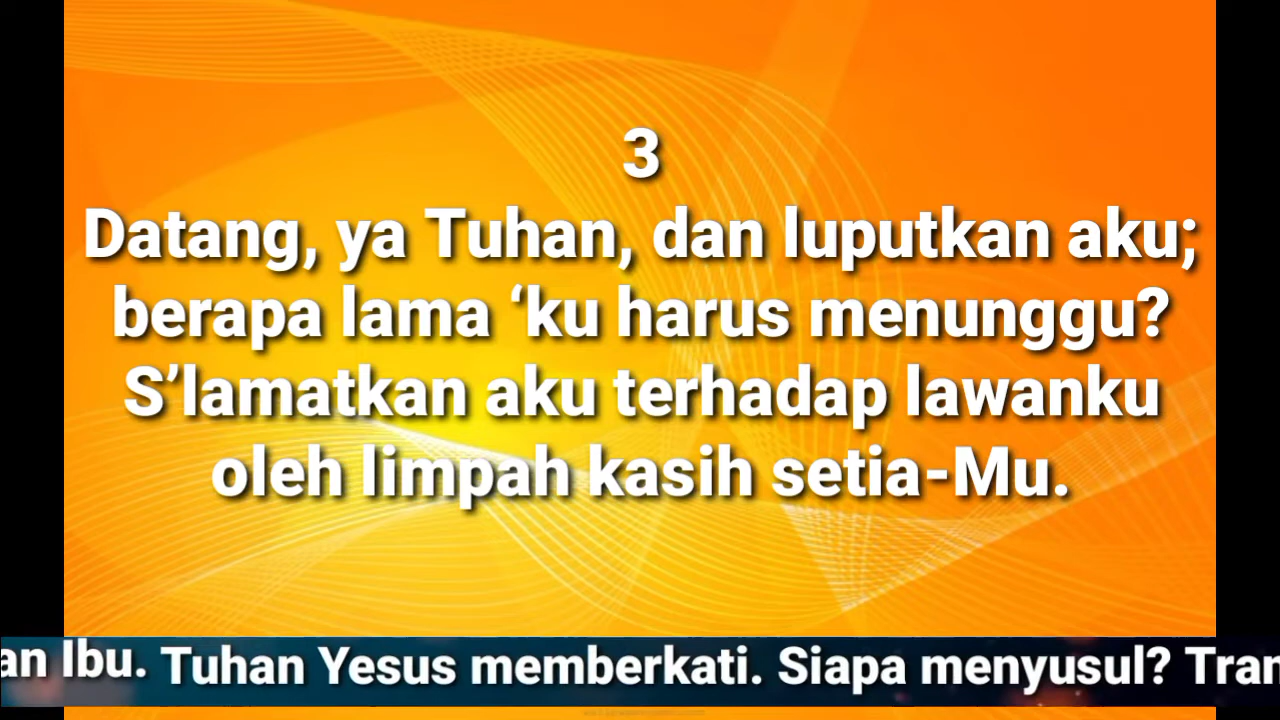 3
Datang, ya Tuhan, dan luputkan aku;
berapa lama ‘ku harus menunggu?
S’lamatkan aku terhadap lawanku
oleh limpah kasih setia-Mu.
an Ibu. Tuhan Yesus memberkati. Siapa menyusul? Tran